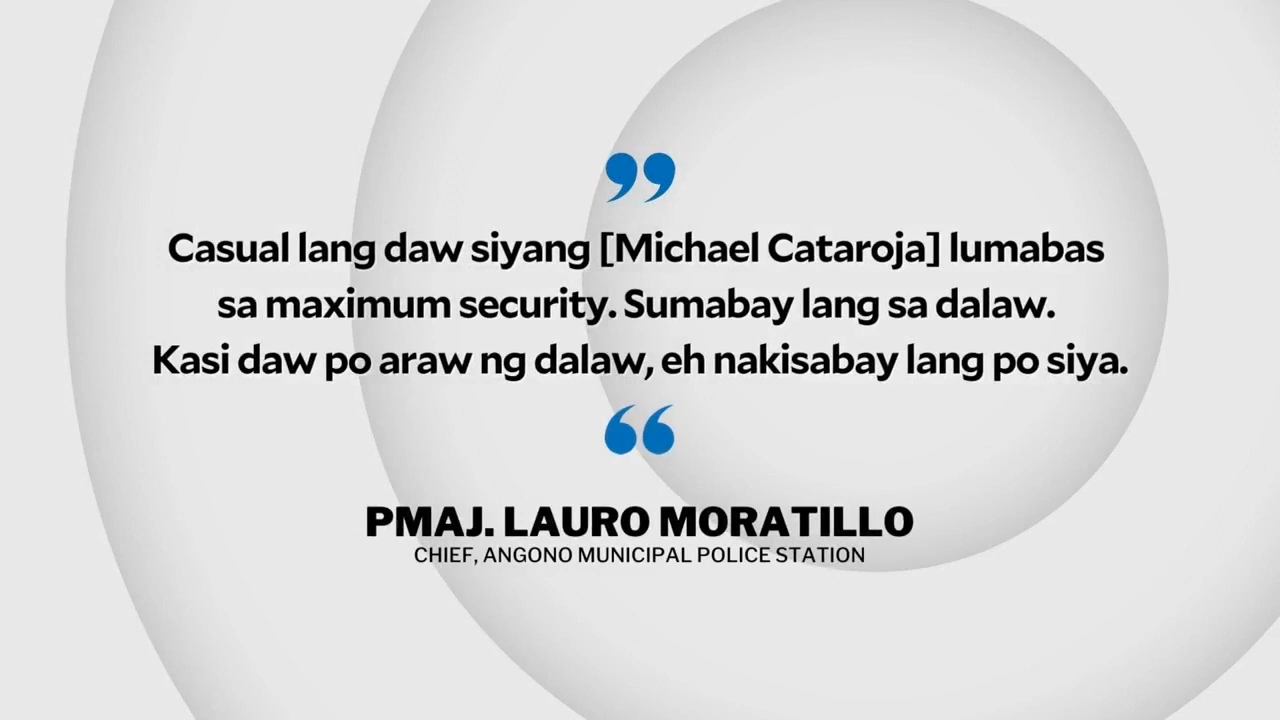 ”
Casual lang daw siyang [Michael Cataroja] lumabas
sa maximum security. Sumabay lang sa dalaw.
Kasi daw po araw ng dalaw, eh nakisabay lang po siya.
“
PMAJ. LAURO MORATILLO
CHIEF, ANGONO MUNICIPAL POLICE STATION